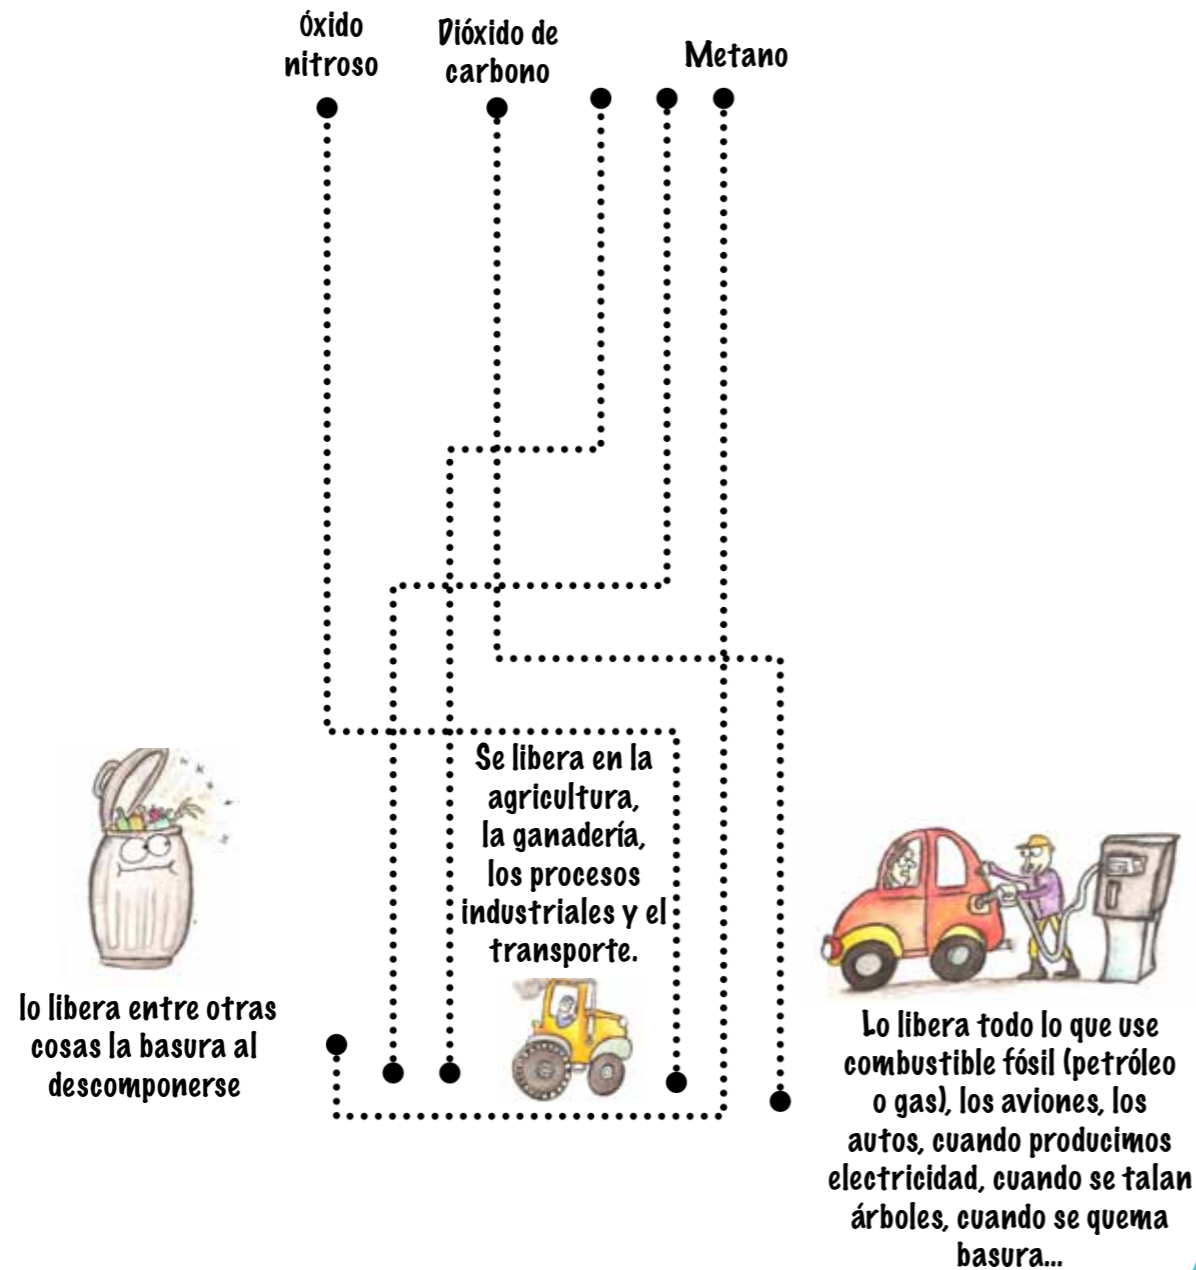 Óxido
nitroso
Dióxido de
carbono
Metano
Se libera en la
agricultura,
la ganadería,
los procesos
industriales y el
transporte.
lo libera entre otras
cosas la basura al
descomponerse
Lo libera todo lo que use
combustible fósil (petróleo
o gas), los aviones, los
autos, cuando producimos
electricidad, cuando se talan
árboles, cuando se quema
basura...